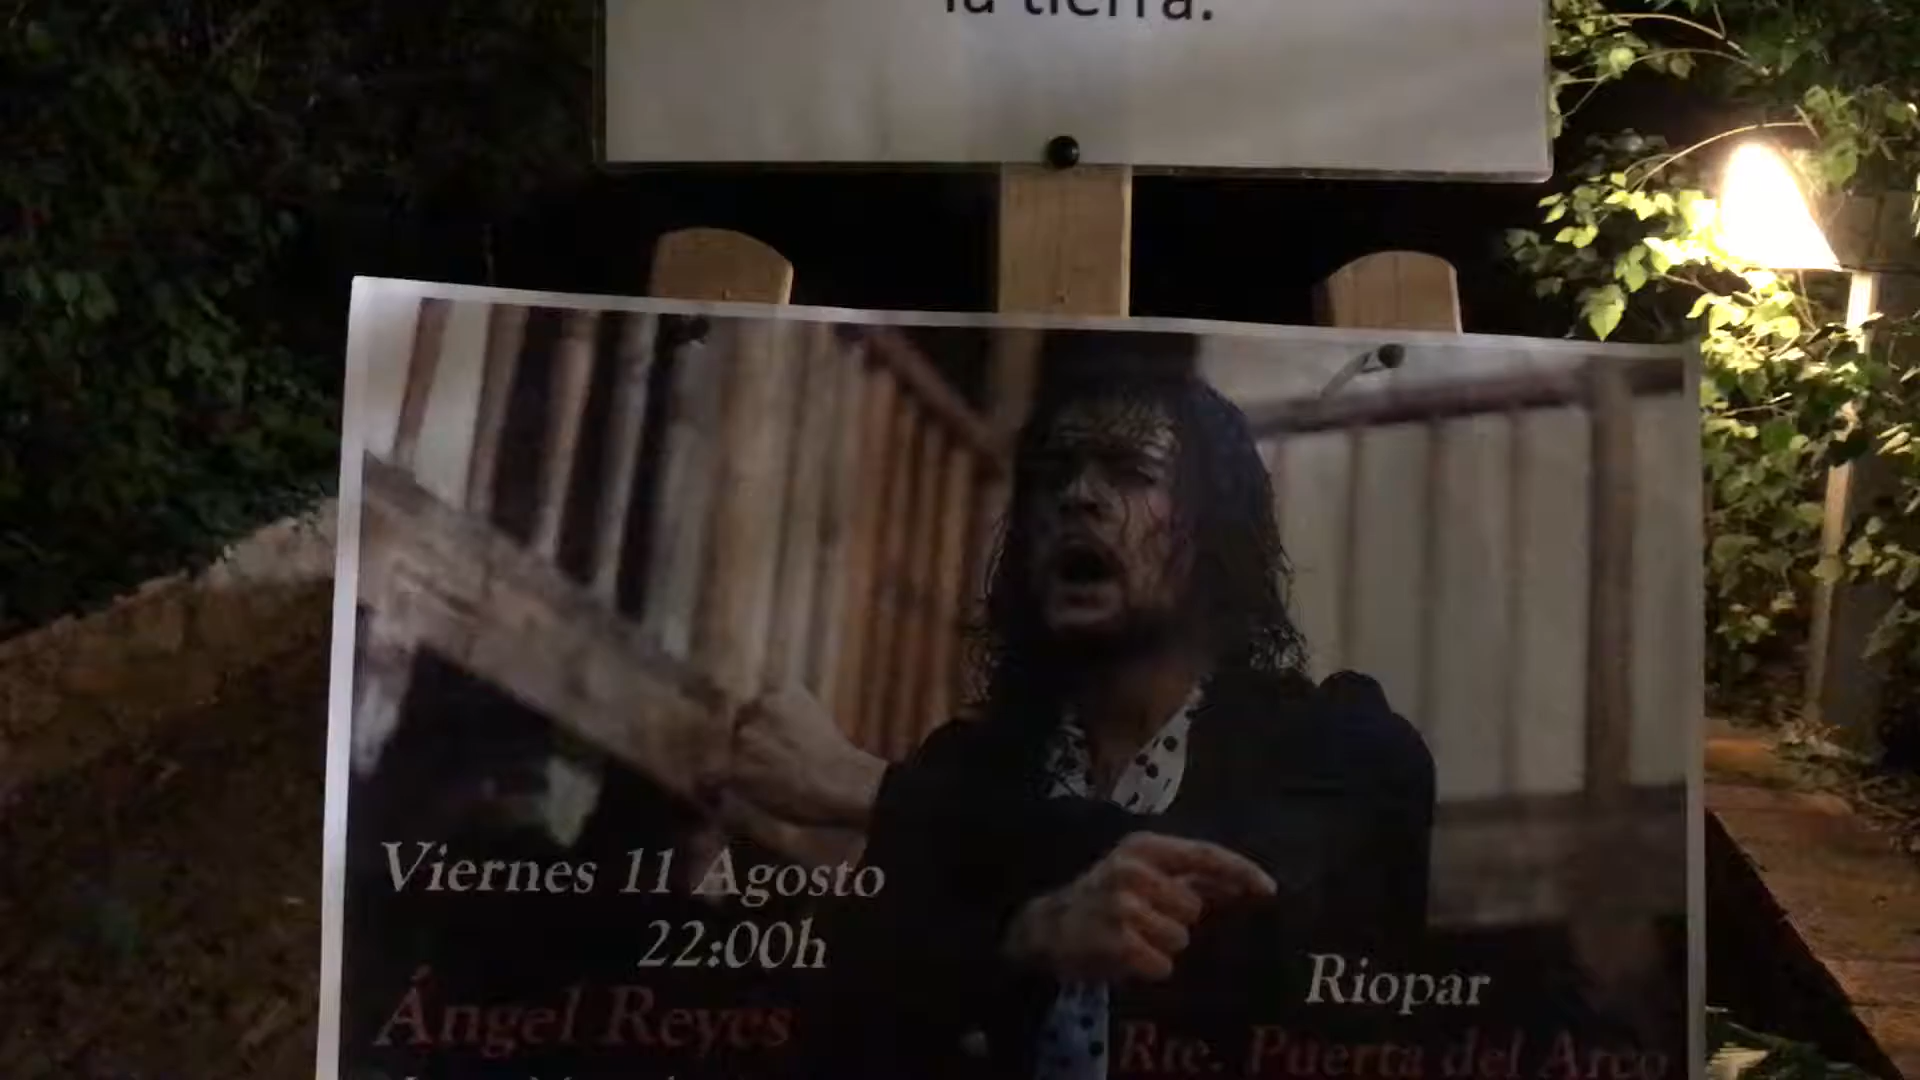 la tierra.
Viernes 11 Agosto
22:00h
Ángel Reyes
Riopar
Rte. Puerta del Arco